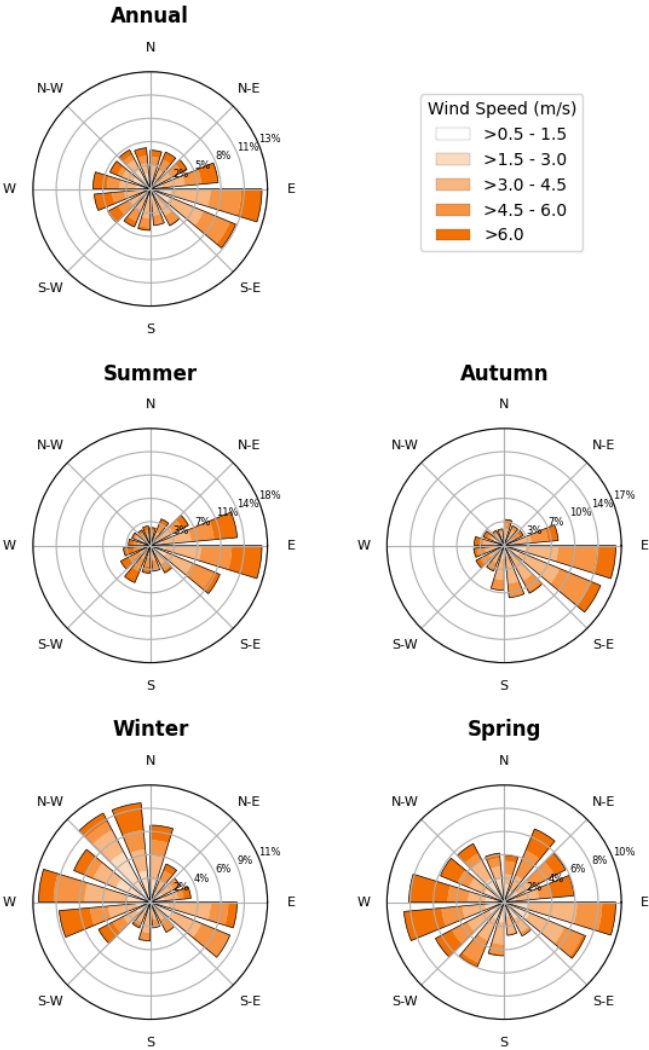 Annual
N
N-W
N-E
W
E
S-W
S-E
S
2%
5%
8%
11%
13%
Wind Speed (m/s)
>0.5 - 1.5
>1.5 - 3.0
>3.0 - 4.5
>4.5 - 6.0
>6.0
Summer
N
N-W
N-E
W
E
S-W
S-E
S
3%
7%
11%
14%
18%
Autumn
N
N-W
N-E
W
E
S-W
S-E
S
3%
7%
10%
14%
17%
Winter
N
N-W
N-E
W
E
S-W
S-E
S
2%
4%
6%
9%
11%
Spring
N
N-W
N-E
W
E
S-W
S-E
S
2%
4%
6%
8%
10%